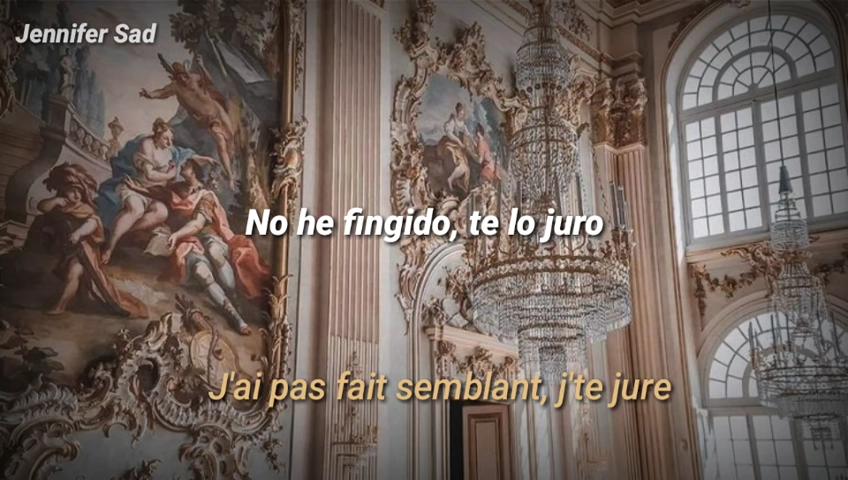 Jennifer Sad
No he fingido, te lo juro
J'ai pas fait semblant, j'te jure